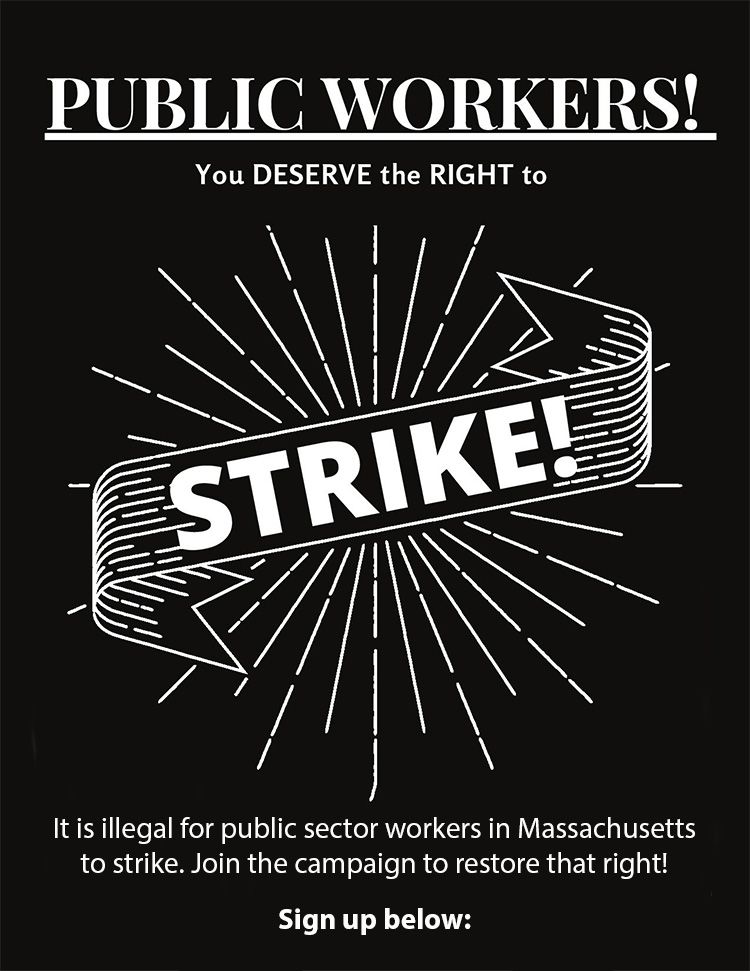 PUBLIC WORKERS!
You DESERVE the RIGHT to
STRIKE!
It is illegal for public sector workers in Massachusetts
to strike. Join the campaign to restore that right!
Sign up below: